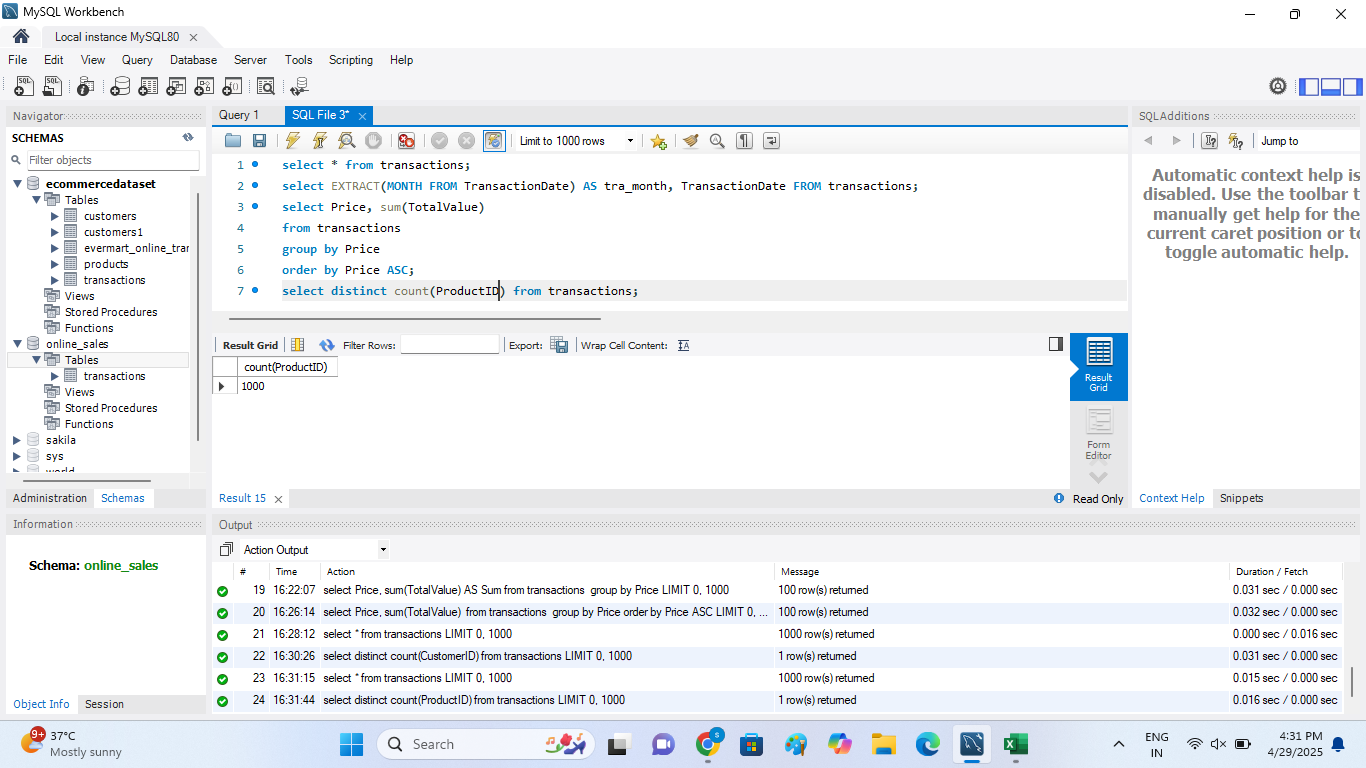 MySQL Workbench
Local instance MySQL80
File Edit View Query Database Server Tools Scripting Help
Navigator
SCHEMAS
Filter objects
ecommercedataset
Tables
customers
customers1
evermart_online_tran
products
transactions
Views
Stored Procedures
Functions
online_sales
Tables
transactions
Views
Stored Procedures
Functions
sakila
sys
world
Administration Schemas
Information
Schema: online_sales
Object Info Session
Query 1 SQL File 3*
Limit to 1000 rows
1 select * from transactions;
2 select EXTRACT(MONTH FROM TransactionDate) AS tra_month, TransactionDate FROM transactions;
3 select Price, sum(TotalValue)
4 from transactions
5 group by Price
6 order by Price ASC;
7 select distinct count(ProductID) from transactions;
Result Grid Filter Rows: Export: Wrap Cell Content:
count(ProductID)
1000
Result Grid
Form Editor
Result 15 Read Only
SQLAdditions
Jump to
Automatic context help is
disabled. Use the toolbar t
manually get help for the
current caret position or to
toggle automatic help.
Context Help Snippets
Output
Action Output
# Time Action Message Duration / Fetch
19 16:22:07 select Price, sum(TotalValue) AS Sum from transactions group by Price LIMIT 0, 1000 100 row(s) returned 0.031 sec / 0.000 sec
20 16:26:14 select Price, sum(TotalValue) from transactions group by Price order by Price ASC LIMIT 0, ... 100 row(s) returned 0.032 sec / 0.000 sec
21 16:28:12 select * from transactions LIMIT 0, 1000 1000 row(s) returned 0.000 sec / 0.016 sec
22 16:30:26 select distinct count(CustomerID) from transactions LIMIT 0, 1000 1 row(s) returned 0.031 sec / 0.000 sec
23 16:31:15 select * from transactions LIMIT 0, 1000 1000 row(s) returned 0.015 sec / 0.000 sec
24 16:31:44 select distinct count(ProductID) from transactions LIMIT 0, 1000 1 row(s) returned 0.016 sec / 0.000 sec
9+
37°C
Mostly sunny
Search
ENG
IN
4:31 PM
4/29/2025